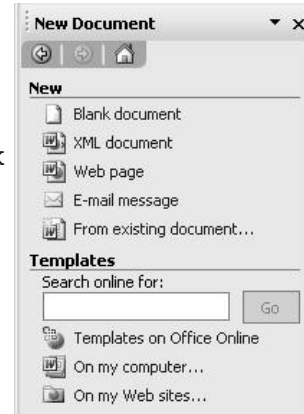 New Document
New
Blank document
XML document
Web page
E-mail message
From existing document...
Templates
Search online for:
Go
Templates on Office Online
On my computer...
On my Web sites...